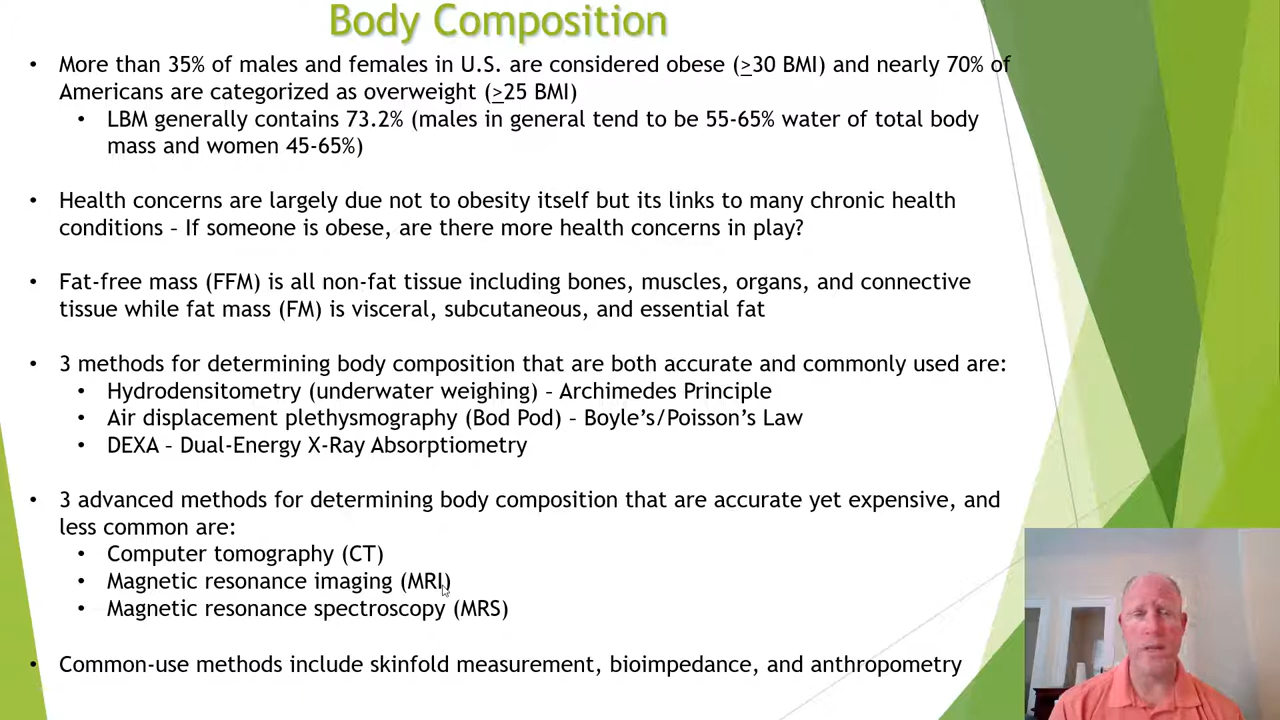 Body Composition
• More than 35% of males and females in U.S. are considered obese (>30 BMI) and nearly 70% of
Americans are categorized as overweight (>25 BMI)
• LBM generally contains 73.2% (males in general tend to be 55-65% water of total body
mass and women 45-65%)
• Health concerns are largely due not to obesity itself but its links to many chronic health
conditions – If someone is obese, are there more health concerns in play?
• Fat-free mass (FFM) is all non-fat tissue including bones, muscles, organs, and connective
tissue while fat mass (FM) is visceral, subcutaneous, and essential fat
• 3 methods for determining body composition that are both accurate and commonly used are:
• Hydrodensitometry (underwater weighing) – Archimedes Principle
• Air displacement plethysmography (Bod Pod) – Boyle’s/Poisson’s Law
• DEXA – Dual-Energy X-Ray Absorptiometry
• 3 advanced methods for determining body composition that are accurate yet expensive, and
less common are:
• Computer tomography (CT)
• Magnetic resonance imaging (MRI)
• Magnetic resonance spectroscopy (MRS)
• Common-use methods include skinfold measurement, bioimpedance, and anthropometry